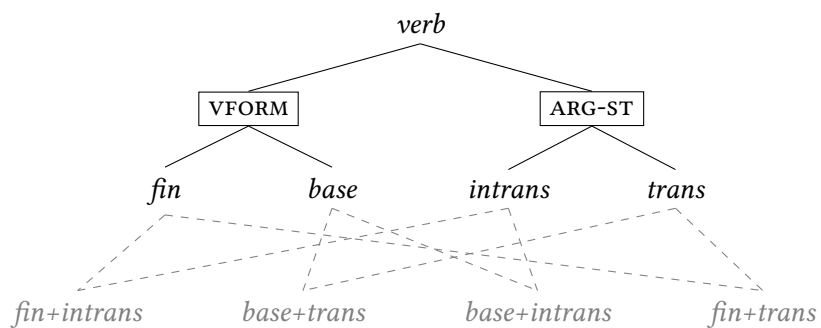 verb
VFORM ARG-ST
fin base intrans trans
fin+intrans base+trans base+intrans fin+trans